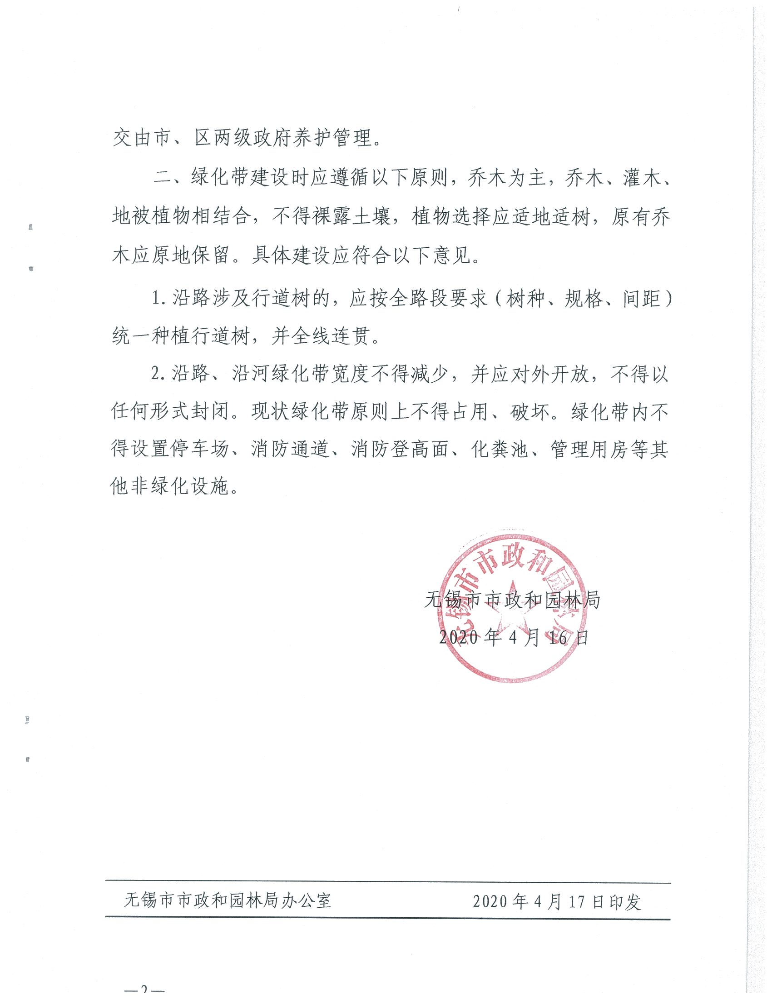 交由市、区两级政府养护管理。
二、绿化带建设时应遵循以下原则，乔木为主，乔木、灌木、
地被植物相结合，不得裸露土壤，植物选择应适地适树，原有乔
木应原地保留。具体建设应符合以下意见。
1.沿路涉及行道树的，应按全路段要求（树种、规格、间距）
统一种植行道树，并全线连贯。
2.沿路、沿河绿化带宽度不得减少，并应对外开放，不得以
任何形式封闭。现状绿化带原则上不得占用、破坏。绿化带内不
得设置停车场、消防通道、消防登高面、化粪池、管理用房等其
他非绿化设施。
无锡市市政和园林局
无锡市市政和园林局
2020年4月16日
无锡市市政和园林局办公室 2020年4月17日印发
—2—